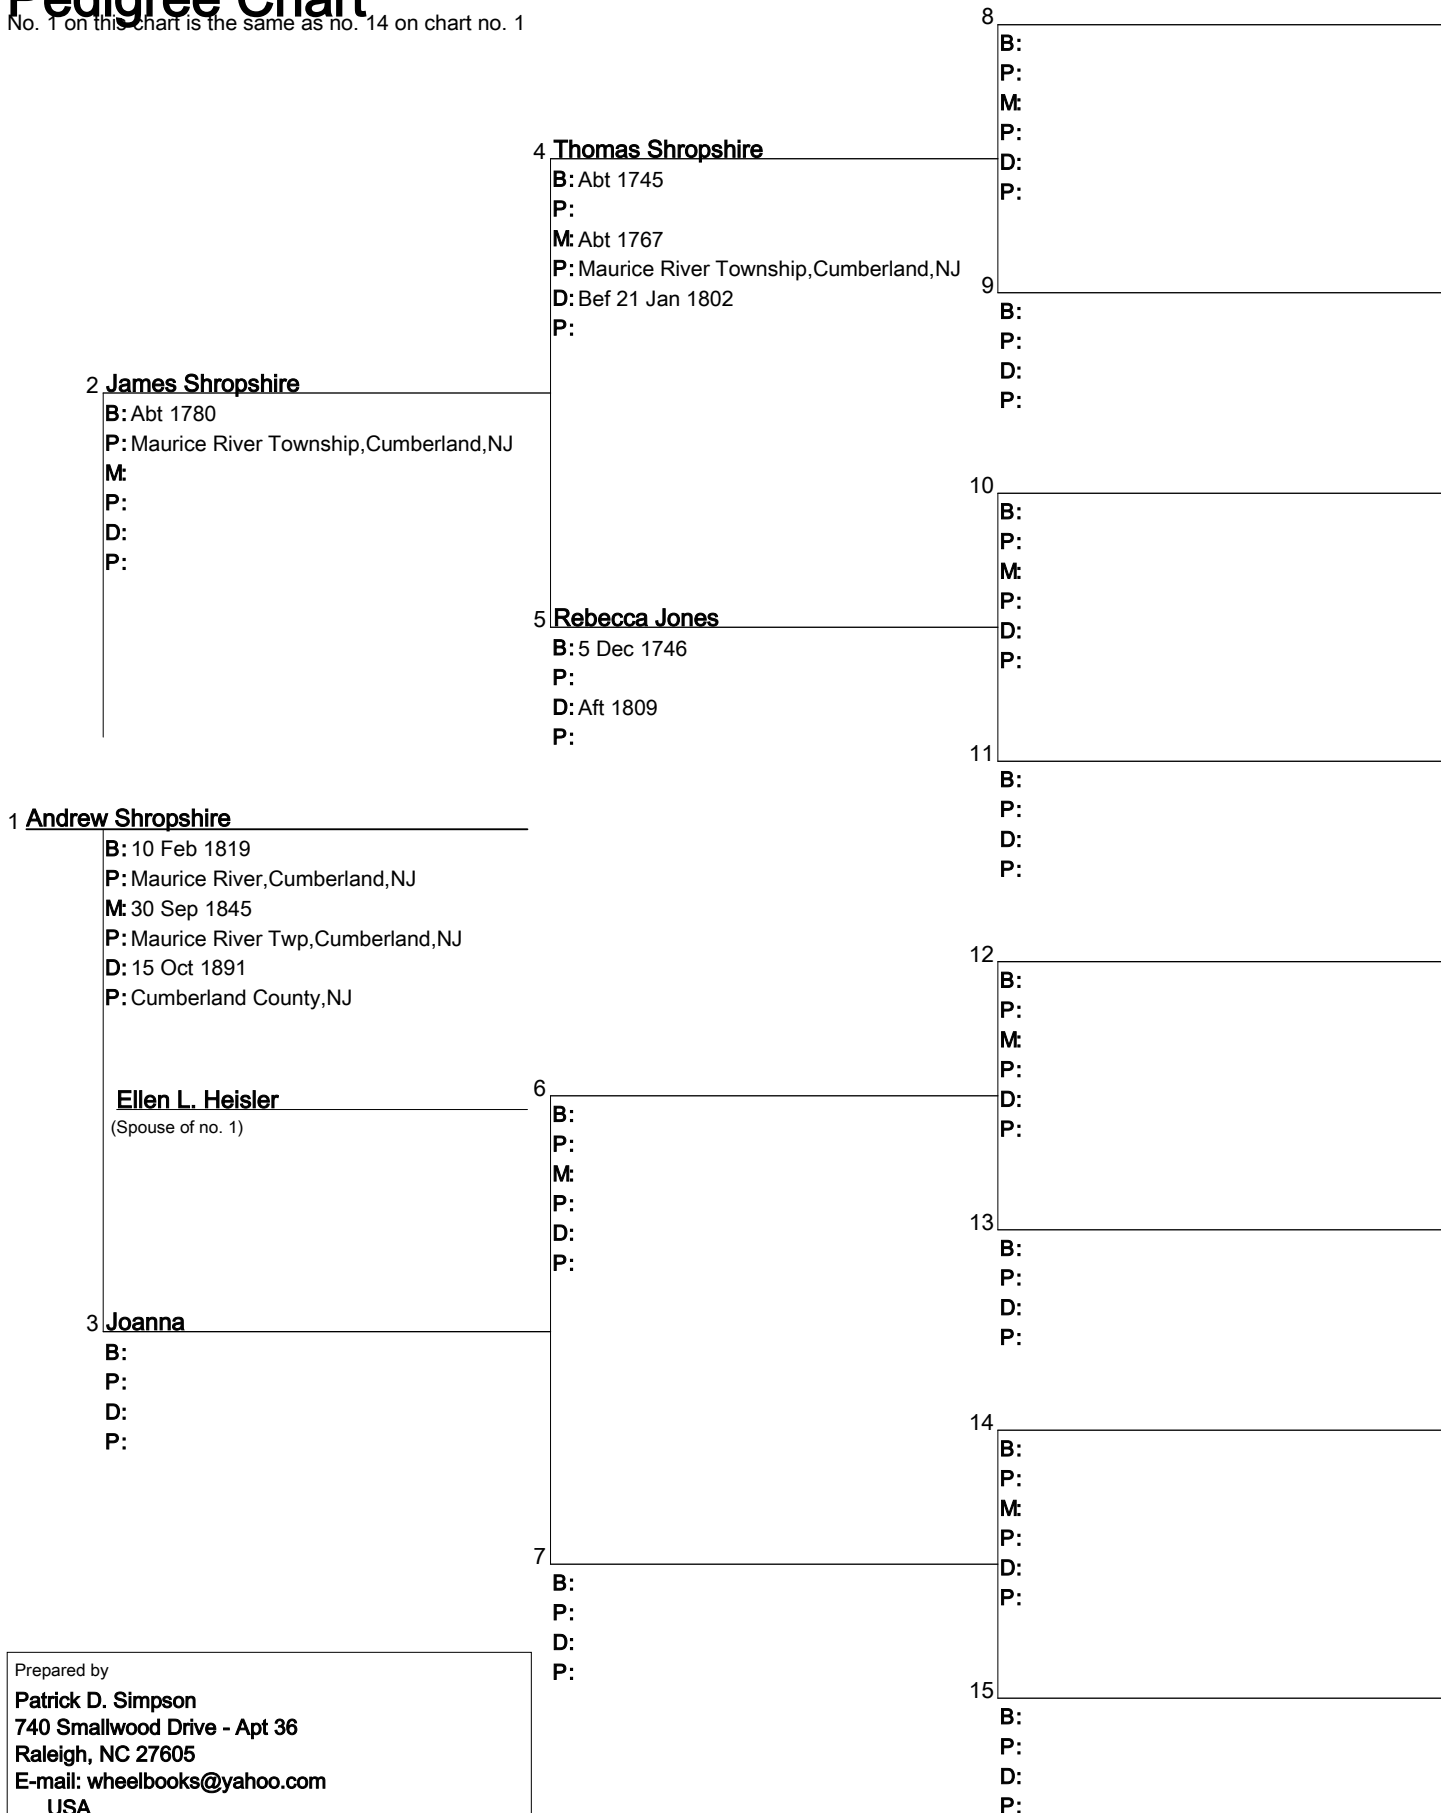 Pedigree Chart
No. 1 on this chart is the same as no. 14 on chart no. 1
8
B:
P:
M:
P:
D:
P:
4 Thomas Shropshire
B: Abt 1745
P:
M: Abt 1767
P: Maurice River Township,Cumberland,NJ
D: Bef 21 Jan 1802
P:
9
B:
P:
D:
P:
2 James Shropshire
B: Abt 1780
P: Maurice River Township,Cumberland,NJ
M:
P:
D:
P:
10
B:
P:
M:
P:
D:
P:
5 Rebecca Jones
B: 5 Dec 1746
P:
D: Aft 1809
P:
11
B:
P:
D:
P:
1 Andrew Shropshire
B: 10 Feb 1819
P: Maurice River,Cumberland,NJ
M: 30 Sep 1845
P: Maurice River Twp,Cumberland,NJ
D: 15 Oct 1891
P: Cumberland County,NJ
Ellen L. Heisler
(Spouse of no. 1)
12
B:
P:
M:
P:
D:
P:
6
B:
P:
M:
P:
D:
P:
13
B:
P:
D:
P:
3 Joanna
B:
P:
D:
P:
14
B:
P:
M:
P:
D:
P:
7
B:
P:
D:
P:
15
B:
P:
D:
P:
Prepared by
Patrick D. Simpson
740 Smallwood Drive - Apt 36
Raleigh, NC 27605
E-mail: wheelbooks@yahoo.com
USA